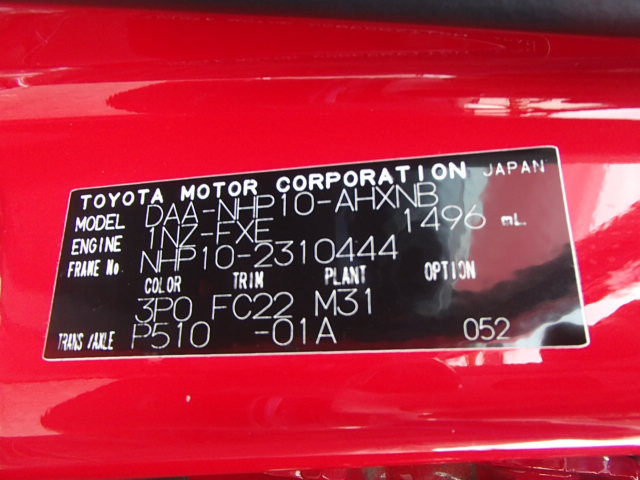 TOYOTA MOTOR CORPORATION JAPAN
MODEL DAA-NHP10-AHXNB
ENGINE 1NZ-FXE 1496 mL
FRAME No NHP10-2310444
COLOR TRIM PLANT OPTION
3P0 FC22 M31
TRANS/AXLE P510 -01A 052